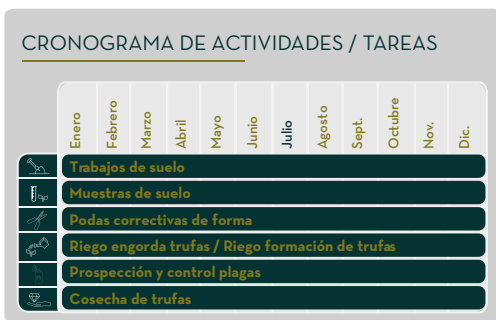 CRONOGRAMA DE ACTIVIDADES / TAREAS
Enero Febrero Marzo Abril Mayo Junio Julio Agosto Sept. Octubre Nov. Dic.
Trabajos de suelo
Muestras de suelo
Podas correctivas de forma
Riego engorda trufas / Riego formación de trufas
Prospección y control plagas
Cosecha de trufas